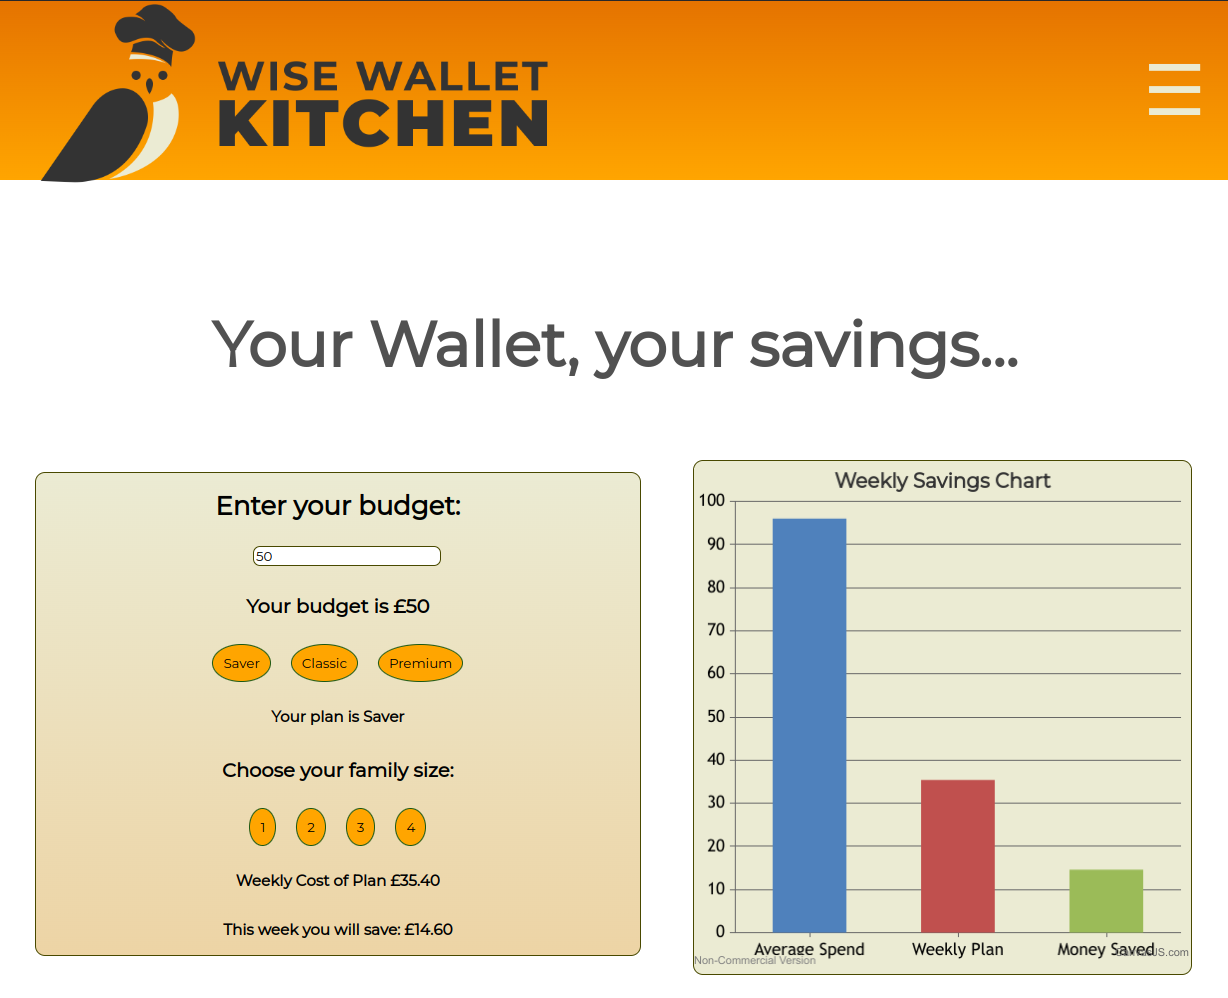 WISE WALLET
KITCHEN
Your Wallet, your savings...
Enter your budget:
50
Your budget is £50
Saver Classic Premium
Your plan is Saver
Choose your family size:
1 2 3 4
Weekly Cost of Plan £35.40
This week you will save: £14.60
Weekly Savings Chart
100
90
80
70
60
50
40
30
20
10
0
Average Spend Weekly Plan Money Saved
Non-Commercial Version
CanvasJS.com